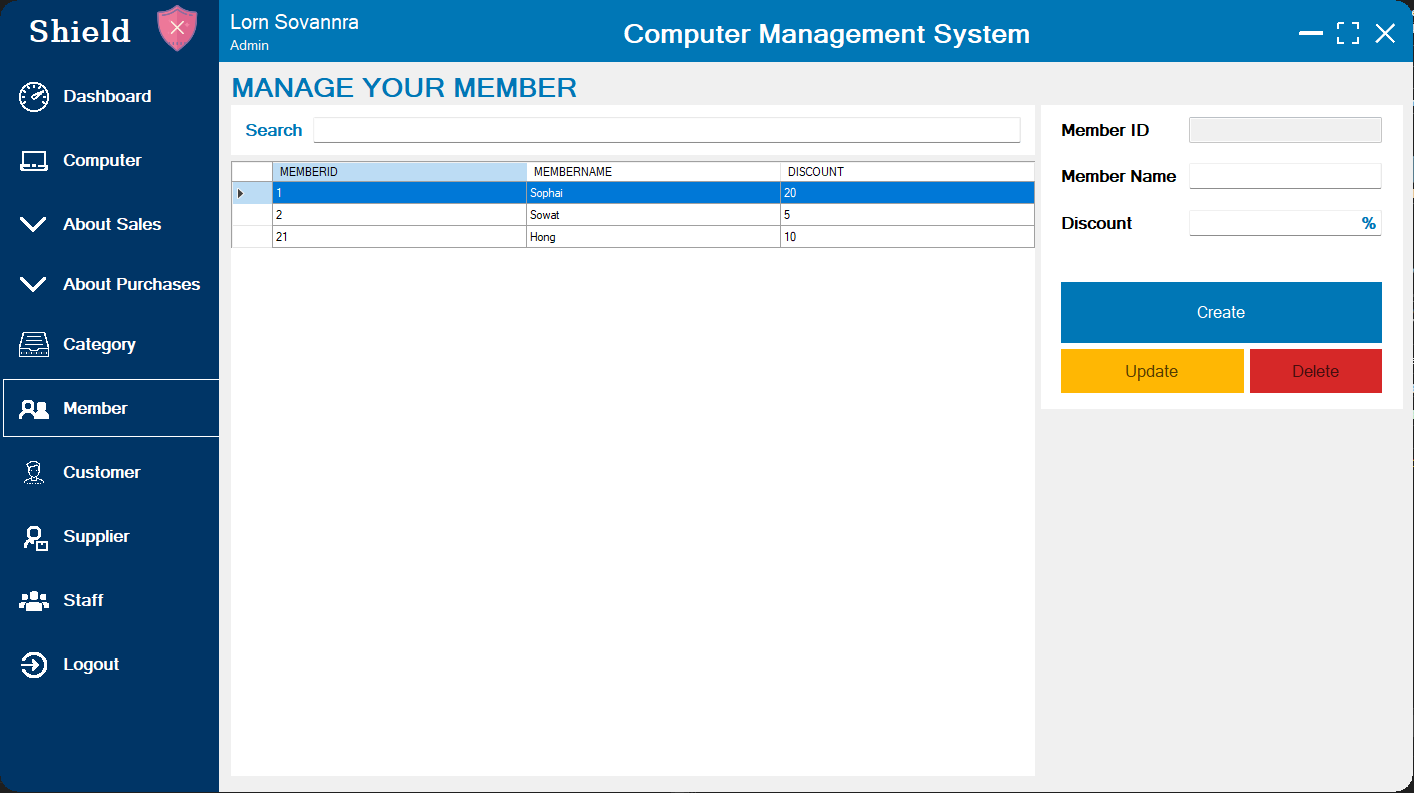 Shield
Lorn Sovannra
Admin
Computer Management System
Dashboard
Computer
About Sales
About Purchases
Category
Member
Customer
Supplier
Staff
Logout
MANAGE YOUR MEMBER
Search
MEMBERID MEMBERNAME DISCOUNT
1 Sophai 20
2 Sowat 5
21 Hong 10
Member ID
Member Name
Discount %
Create
Update Delete